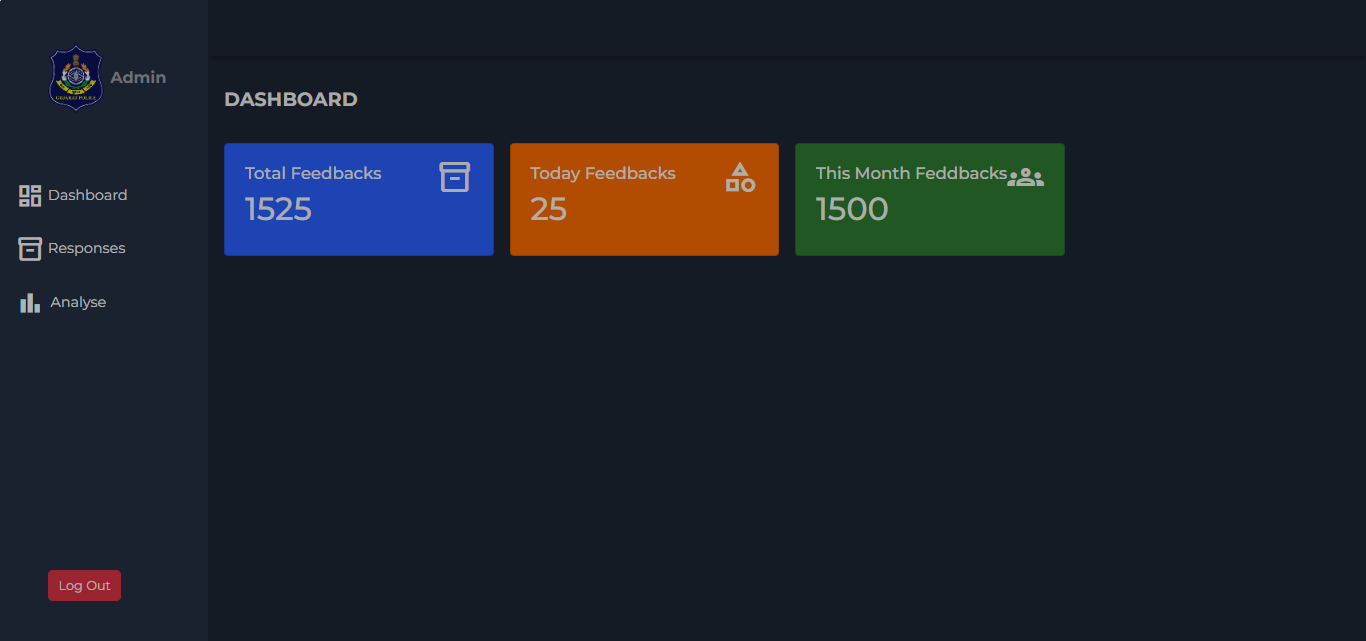 Admin
Dashboard
Responses
Analyse
Log Out
DASHBOARD
Total Feedbacks
1525
Today Feedbacks
25
This Month Feddbacks
1500